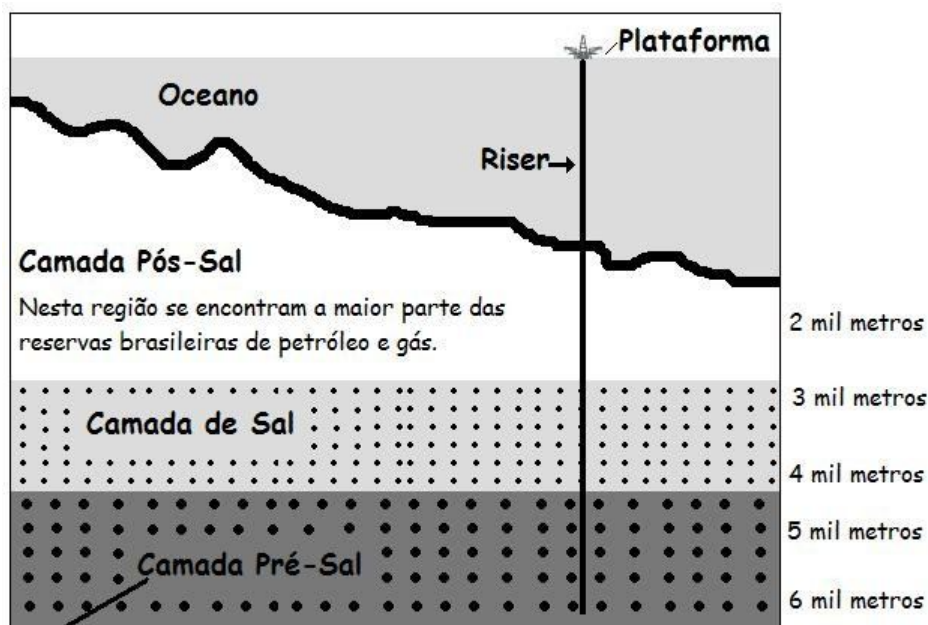 Plataforma
Oceano
Riser
Camada Pós-Sal
Nesta região se encontram a maior parte das
reservas brasileiras de petróleo e gás.
2 mil metros
3 mil metros
Camada de Sal
4 mil metros
5 mil metros
Camada Pré-Sal
6 mil metros